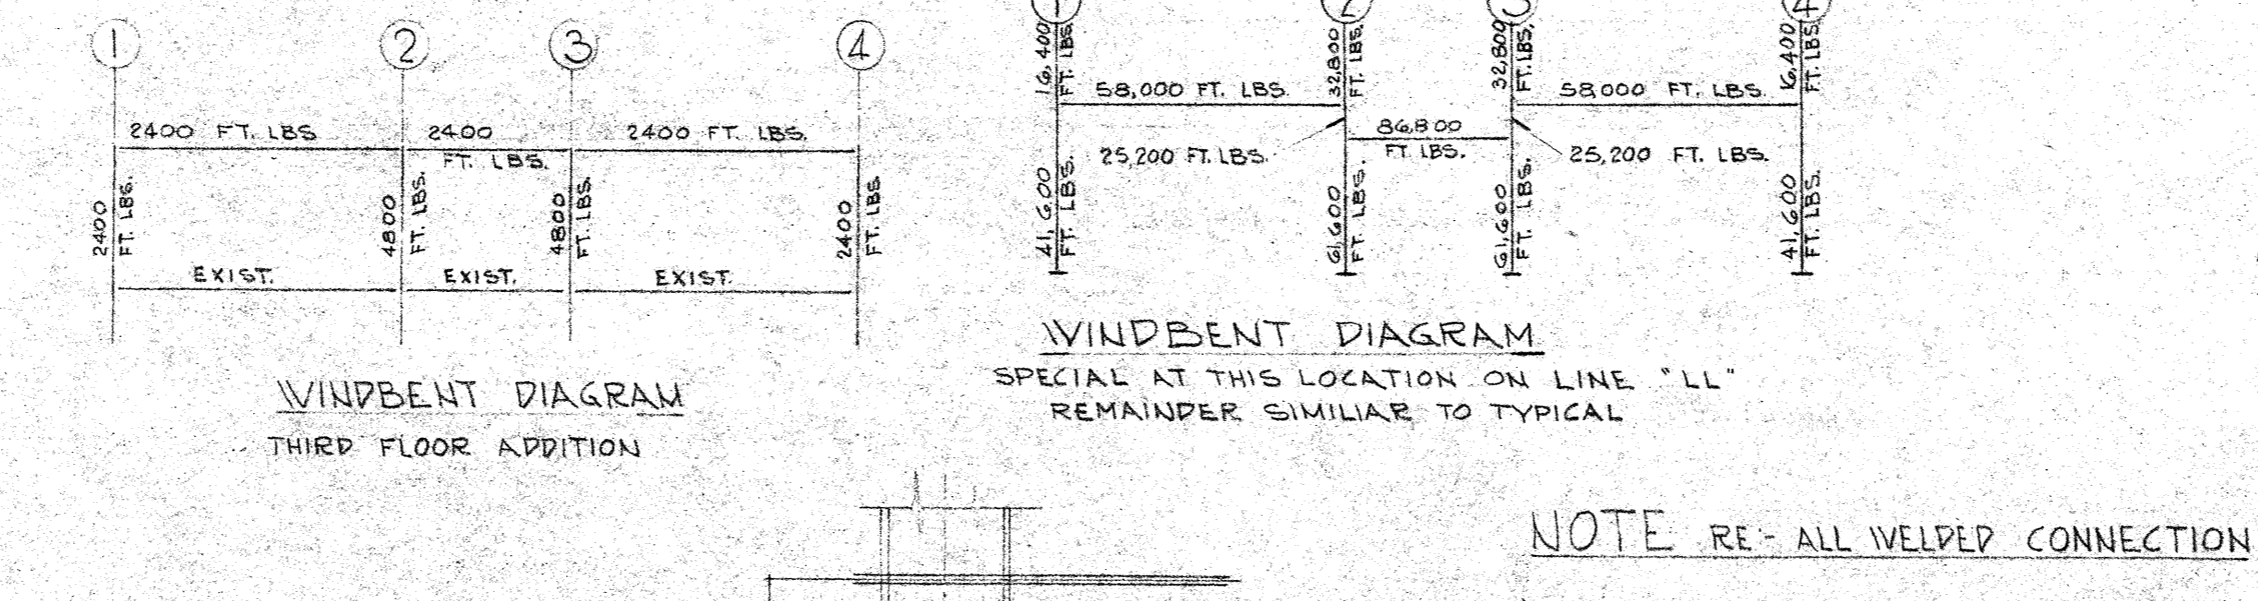 1 2 3 4
2400 FT. LBS
2400
FT. LBS.
2400 FT. LBS.
2400
FT. LBS.
4800
FT. LBS.
4800
FT. LBS.
2400
FT. LBS.
EXIST. EXIST. EXIST.
WINDBENT DIAGRAM
THIRD FLOOR ADDITION
1 2 3 4
16,400
FT. LBS.
32,800
FT. LBS.
32,800
FT. LBS.
16,400
FT. LBS.
58,000 FT. LBS.
58,000 FT. LBS.
86,800
FT. LBS.
25,200 FT. LBS.
25,200 FT. LBS.
41,600
FT. LBS.
61,600
FT. LBS.
61,600
FT. LBS.
41,600
FT. LBS.
WINDBENT DIAGRAM
SPECIAL AT THIS LOCATION ON LINE "LL"
REMAINDER SIMILIAR TO TYPICAL
NOTE RE:- ALL WELDED CONNECTION